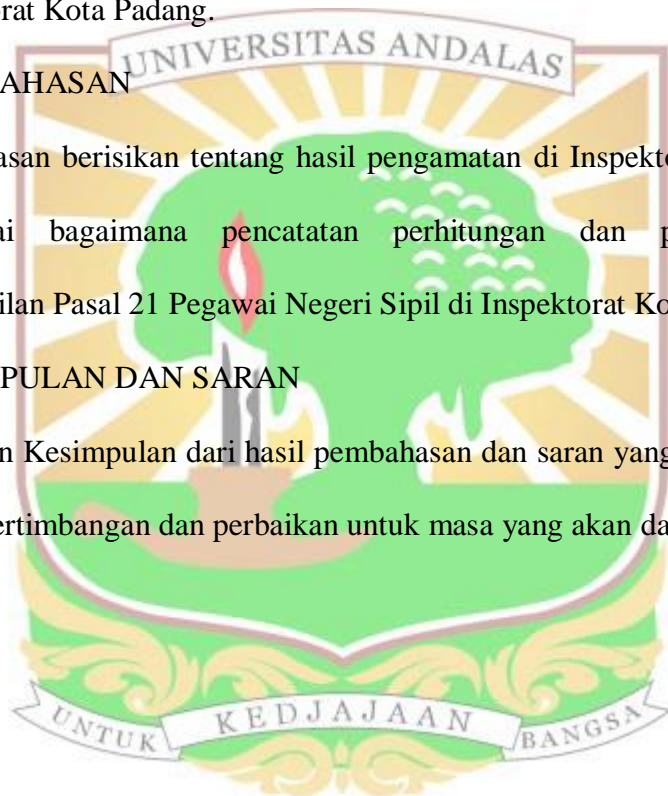 orat Kota Padang.
UNIVERSITAS ANDALAS
AHASAN
asan berisikan tentang hasil pengamatan di Inspekto
ai bagaimana pencatatan perhitungan dan p
ilan Pasal 21 Pegawai Negeri Sipil di Inspektorat Ko
PULAN DAN SARAN
n Kesimpulan dari hasil pembahasan dan saran yang
ertimbangan dan perbaikan untuk masa yang akan da
UNTUK KEDJAJAAN BANGSA